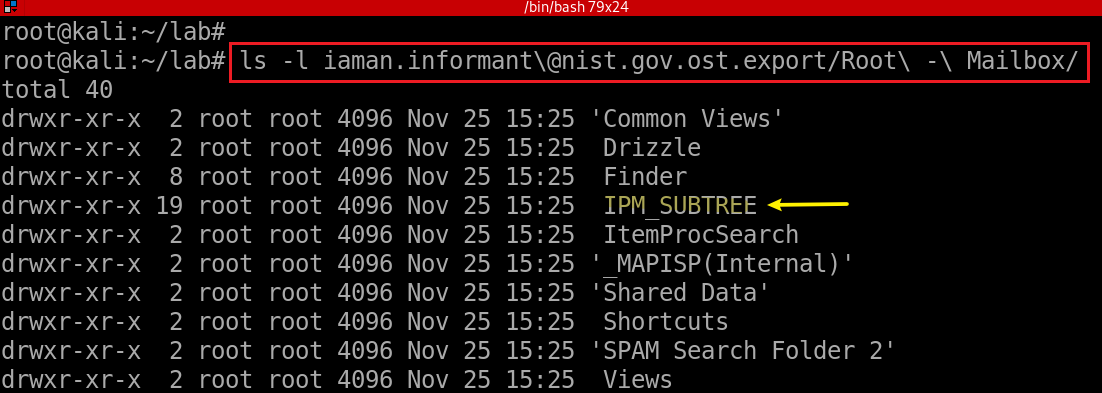 /bin/bash 79x24
root@kali:~/lab#
root@kali:~/lab# ls -l iaman.informant\@nist.gov.ost.export/Root\ -\ Mailbox/
total 40
drwxr-xr-x  2 root root 4096 Nov 25 15:25 'Common Views'
drwxr-xr-x  2 root root 4096 Nov 25 15:25  Drizzle
drwxr-xr-x  8 root root 4096 Nov 25 15:25  Finder
drwxr-xr-x 19 root root 4096 Nov 25 15:25  IPM_SUBTREE
drwxr-xr-x  2 root root 4096 Nov 25 15:25  ItemProcSearch
drwxr-xr-x  2 root root 4096 Nov 25 15:25 '_MAPISP(Internal)'
drwxr-xr-x  2 root root 4096 Nov 25 15:25 'Shared Data'
drwxr-xr-x  2 root root 4096 Nov 25 15:25  Shortcuts
drwxr-xr-x  2 root root 4096 Nov 25 15:25 'SPAM Search Folder 2'
drwxr-xr-x  2 root root 4096 Nov 25 15:25  Views